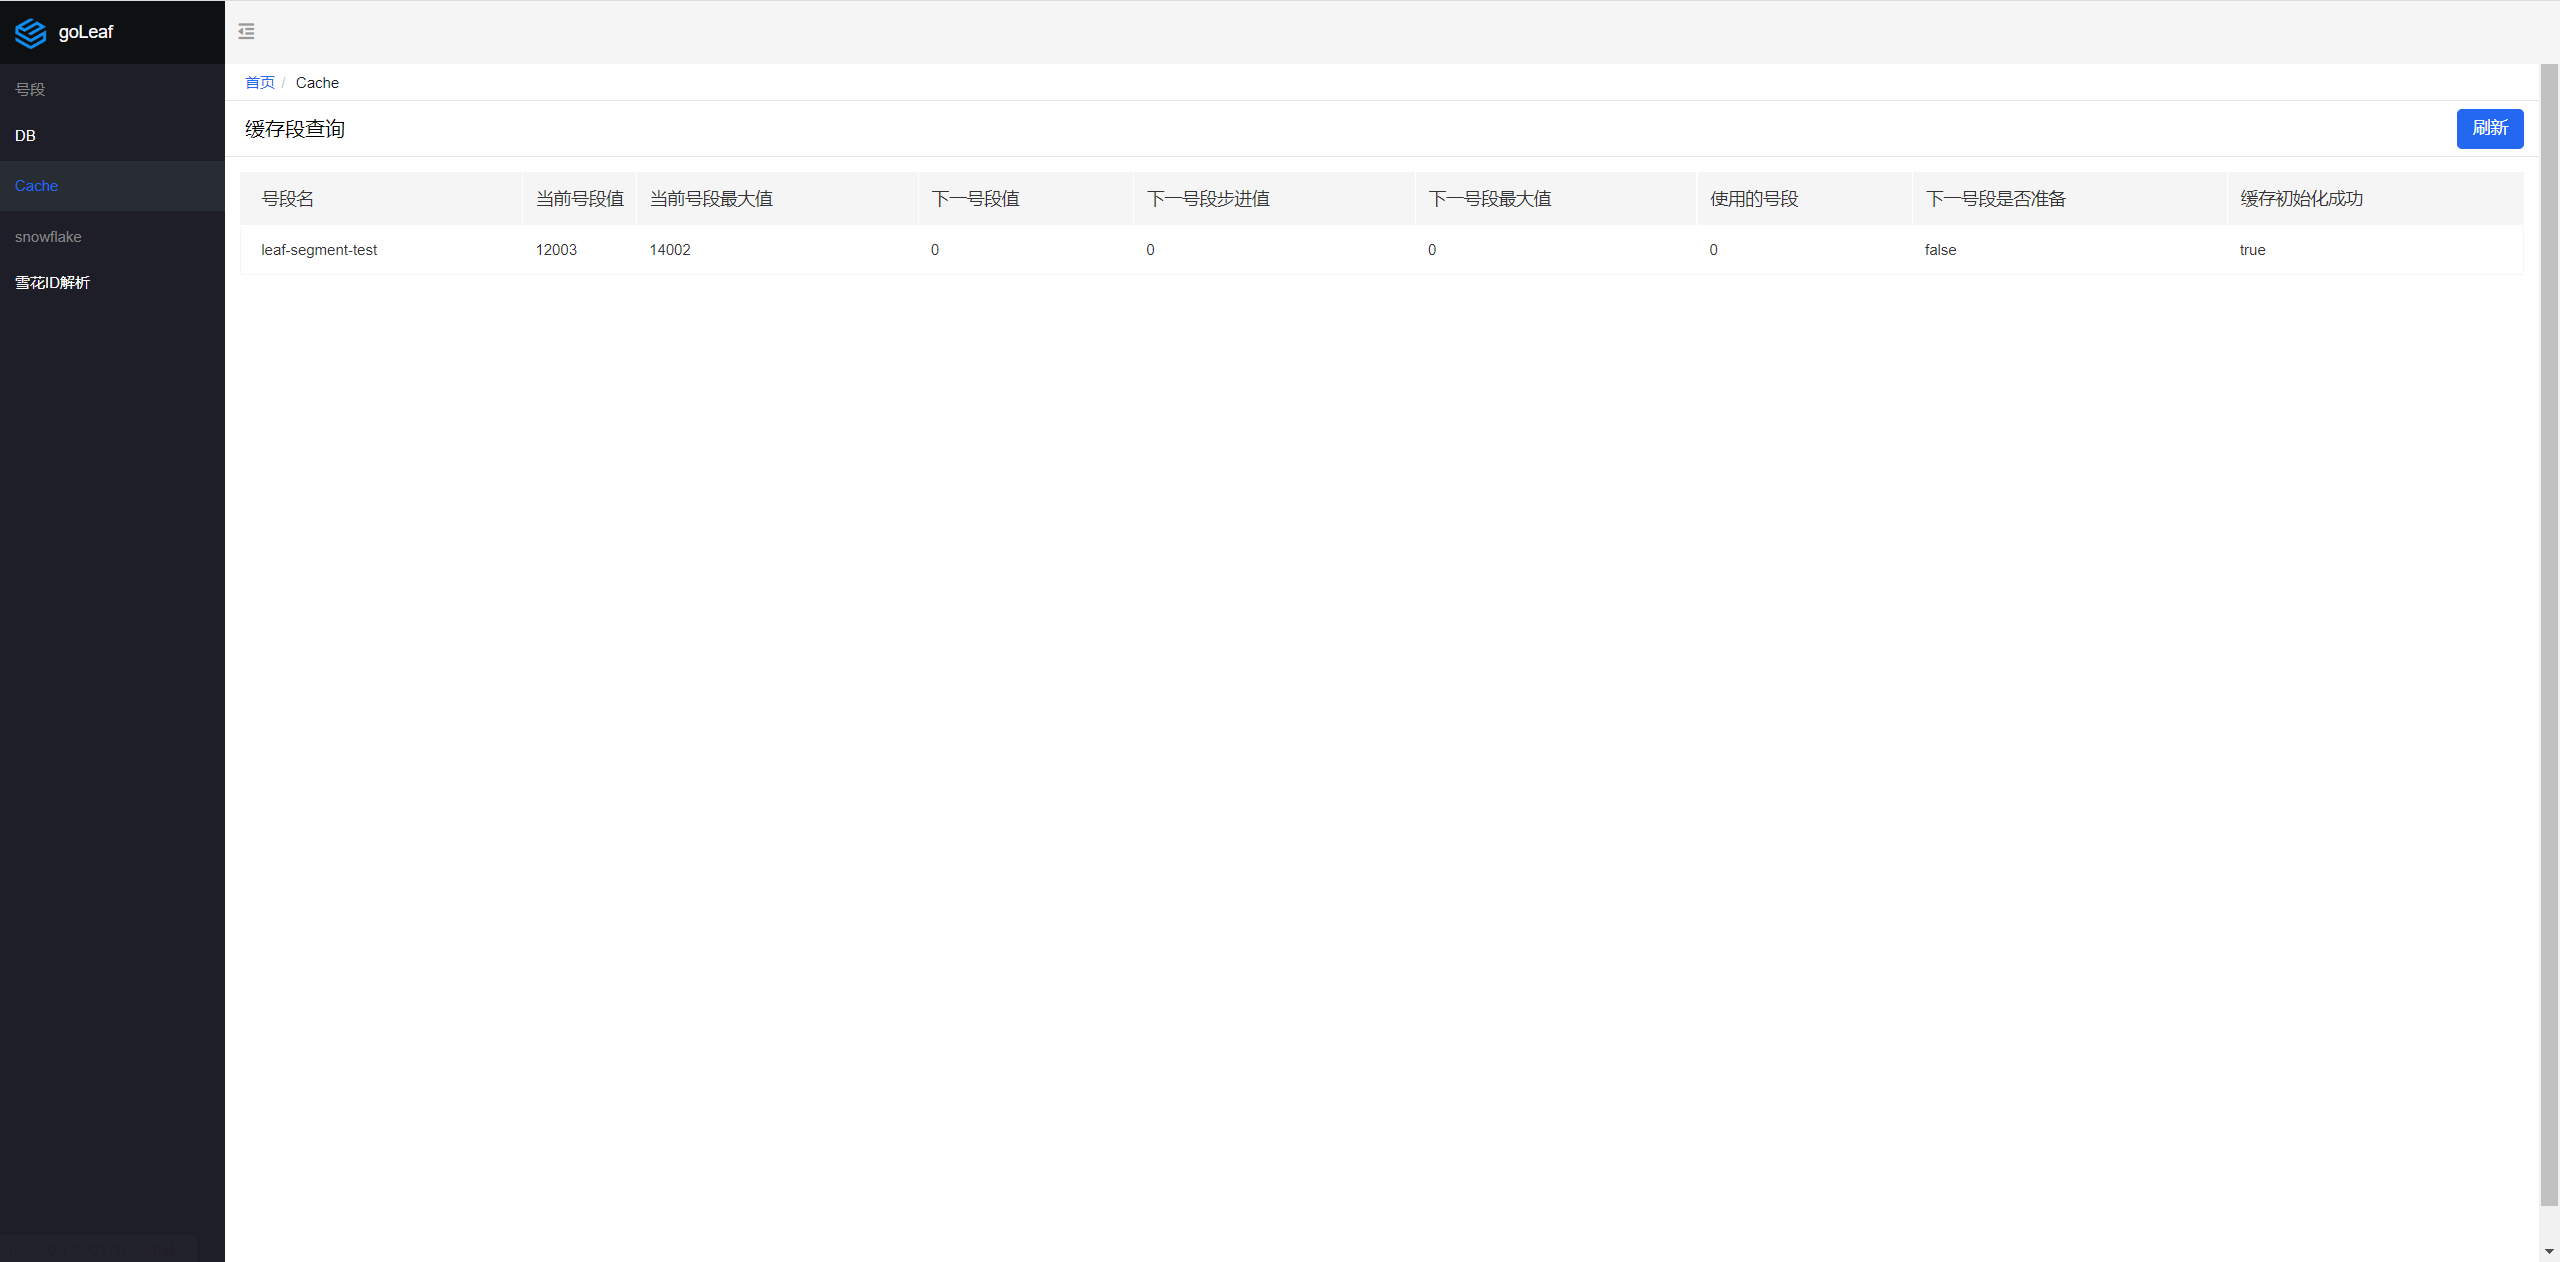 goLeaf
号段
DB
Cache
snowflake
雪花ID解析
首页 / Cache
缓存段查询
刷新
号段名 当前号段值 当前号段最大值 下一号段值 下一号段步进值 下一号段最大值 使用的号段 下一号段是否准备 缓存初始化成功
leaf-segment-test 12003 14002 0 0 0 0 false true